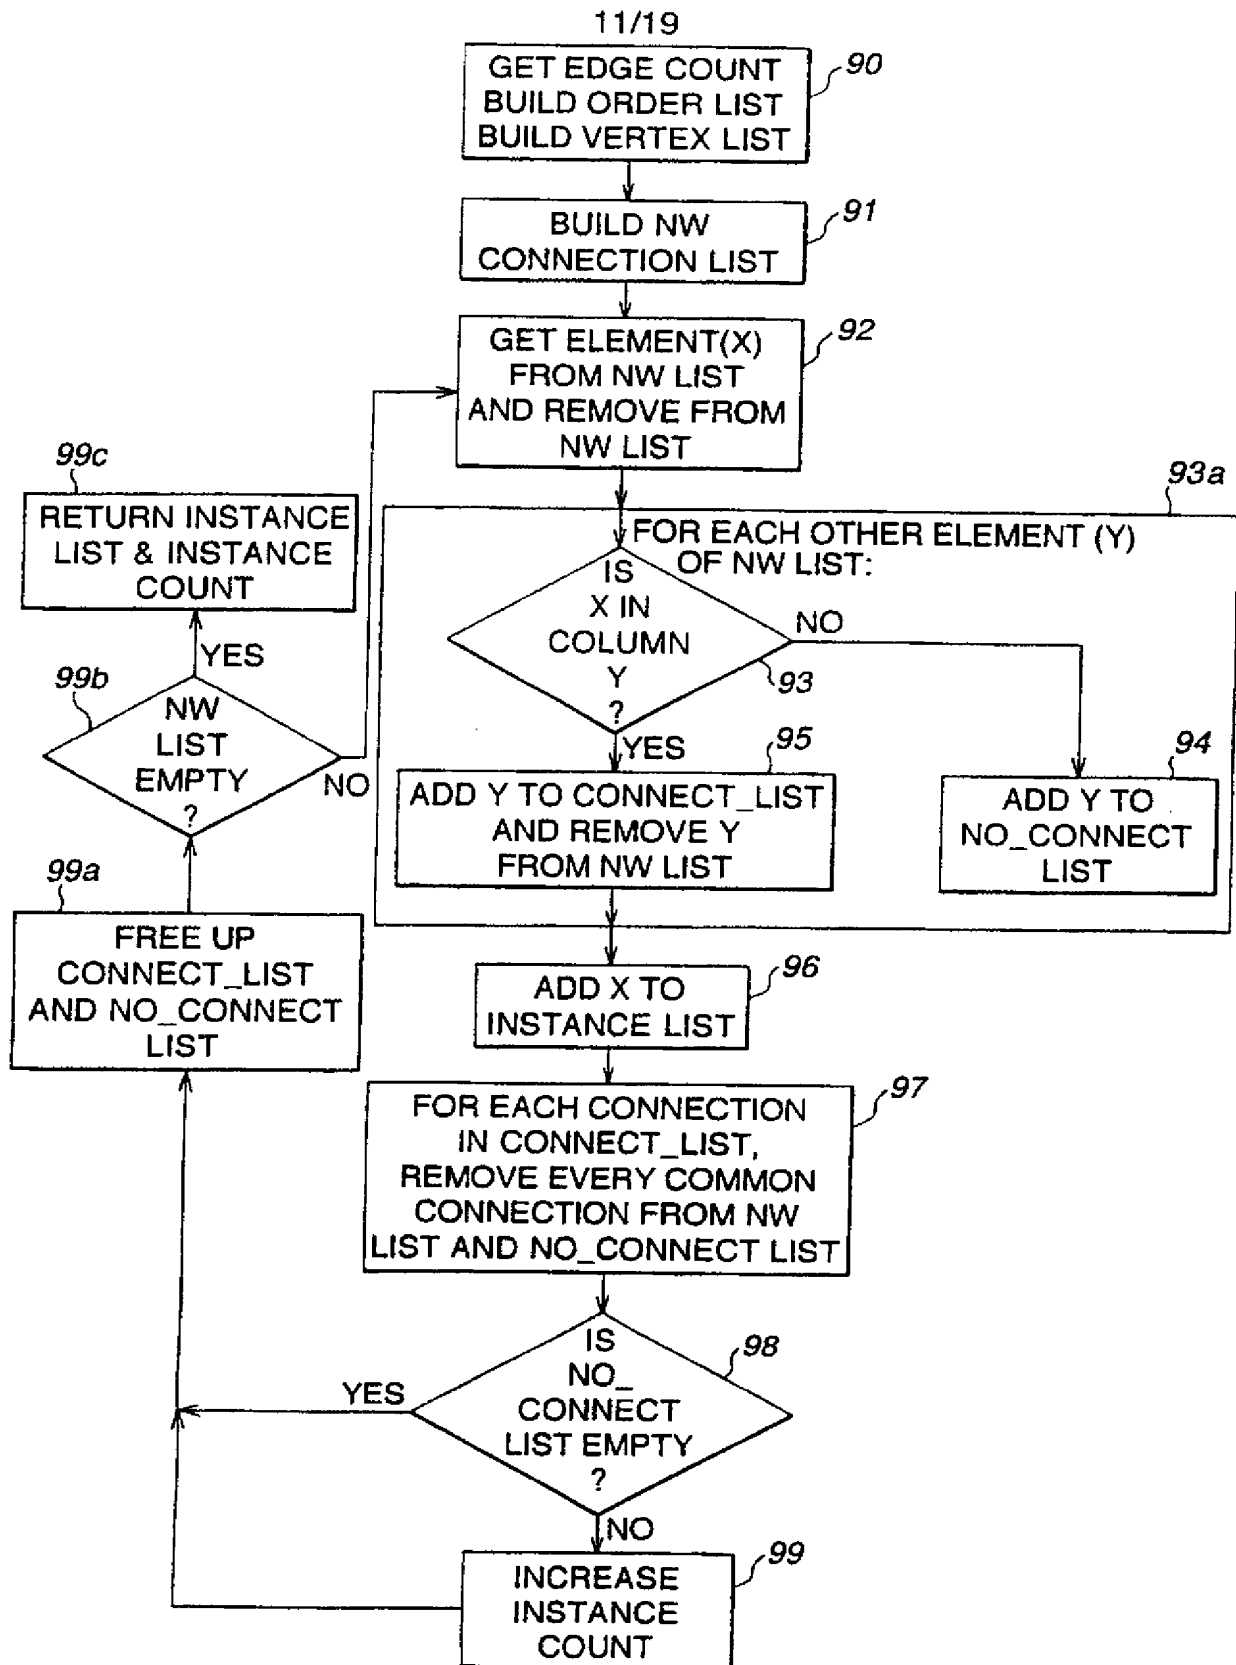 11/19
GET EDGE COUNT
BUILD ORDER LIST
BUILD VERTEX LIST
90
BUILD NW
CONNECTION LIST
91
GET ELEMENT(X)
FROM NW LIST
AND REMOVE FROM
NW LIST
92
93a
FOR EACH OTHER ELEMENT (Y)
OF NW LIST:
IS
X IN
COLUMN
Y
?
93
NO
YES
95
ADD Y TO CONNECT_LIST
AND REMOVE Y
FROM NW LIST
94
ADD Y TO
NO_CONNECT
LIST
96
ADD X TO
INSTANCE LIST
97
FOR EACH CONNECTION
IN CONNECT_LIST,
REMOVE EVERY COMMON
CONNECTION FROM NW
LIST AND NO_CONNECT LIST
IS
NO_
CONNECT
LIST EMPTY
?
98
YES
NO
99
INCREASE
INSTANCE
COUNT
99a
FREE UP
CONNECT_LIST
AND NO_CONNECT
LIST
99b
NW
LIST
EMPTY
?
NO
YES
99c
RETURN INSTANCE
LIST & INSTANCE
COUNT